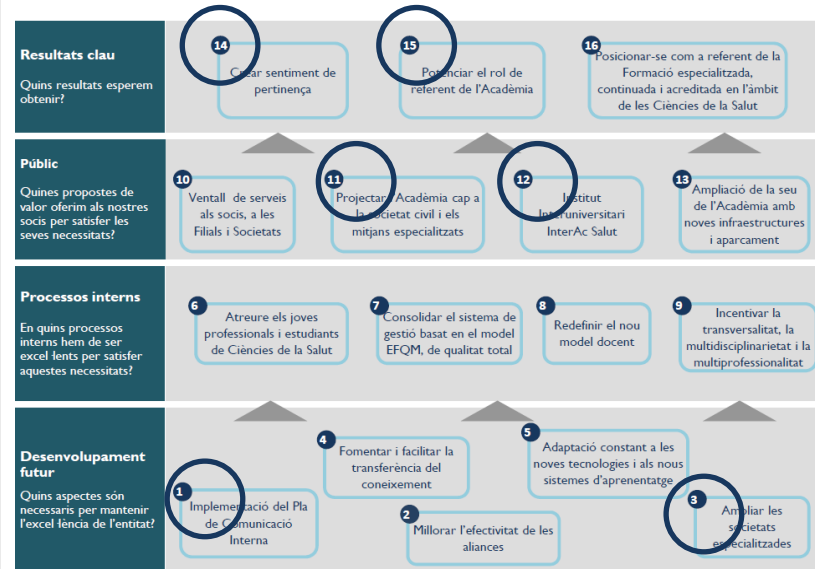 Resultats clau
Quins resultats esperem
obtenir?
14
Crear sentiment de
pertinença
15
Potenciar el rol de
referent de l'Acadèmia
16
Posicionar-se com a referent de la
Formació especialitzada,
continuada i acreditada en l'àmbit
de les Ciències de la Salut
Públic
Quines propostes de
valor oferim als nostres
socis per satisfer les
seves necessitats?
10
Ventall de serveis
als socis, a les
Filials i Societats
11
Projectar l'Acadèmia cap a
la societat civil i els
mitjans especialitzats
12
Institut
Interuniversitari
InterAc Salut
13
Ampliació de la seu
de l'Acadèmia amb
noves infraestructures
i aparcament
Processos interns
En quins processos
interns hem de ser
excel·lents per satisfer
aquestes necessitats?
6
Atreure els joves
professionals i estudiants
de Ciències de la Salut
7
Consolidar el sistema de
gestió basat en el model
EFQM, de qualitat total
8
Redefinir el nou
model docent
9
Incentivar la
transversalitat, la
multidisciplinarietat i la
multiprofessionalitat
Desenvolupament
futur
Quins aspectes són
necessaris per mantenir
l'excel·lència de l'entitat?
1
Implementació del Pla
de Comunicació
Interna
4
Fomentar i facilitar la
transferència del
coneixement
2
Millorar l'efectivitat de les
aliances
5
Adaptació constant a les
noves tecnologies i als nous
sistemes d'aprenentatge
3
Ampliar les
societats
especialitzades